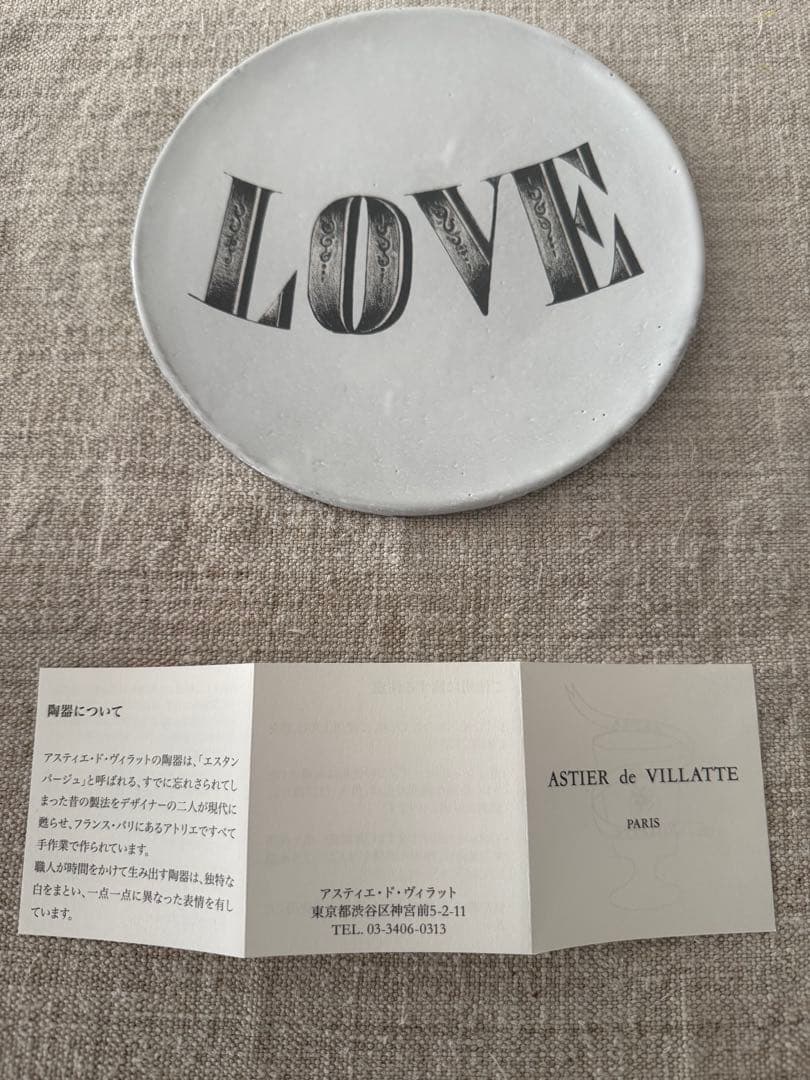 LOVE
陶器について
アスティエ・ド・ヴィラットの陶器は、「エスタン
パージュ」と呼ばれる、すでに忘れさられてし
まった昔の製法をデザイナーの二人が現代に
甦らせ、フランス・パリにあるアトリエですべて
手作業で作られています。
職人が時間をかけて生み出す陶器は、独特な
白をまとい、一点一点に異なった表情を有し
ています。
アスティエ・ド・ヴィラット
東京都渋谷区神宮前5-2-11
TEL. 03-3406-0313
ASTIER de VILLATTE
PARIS